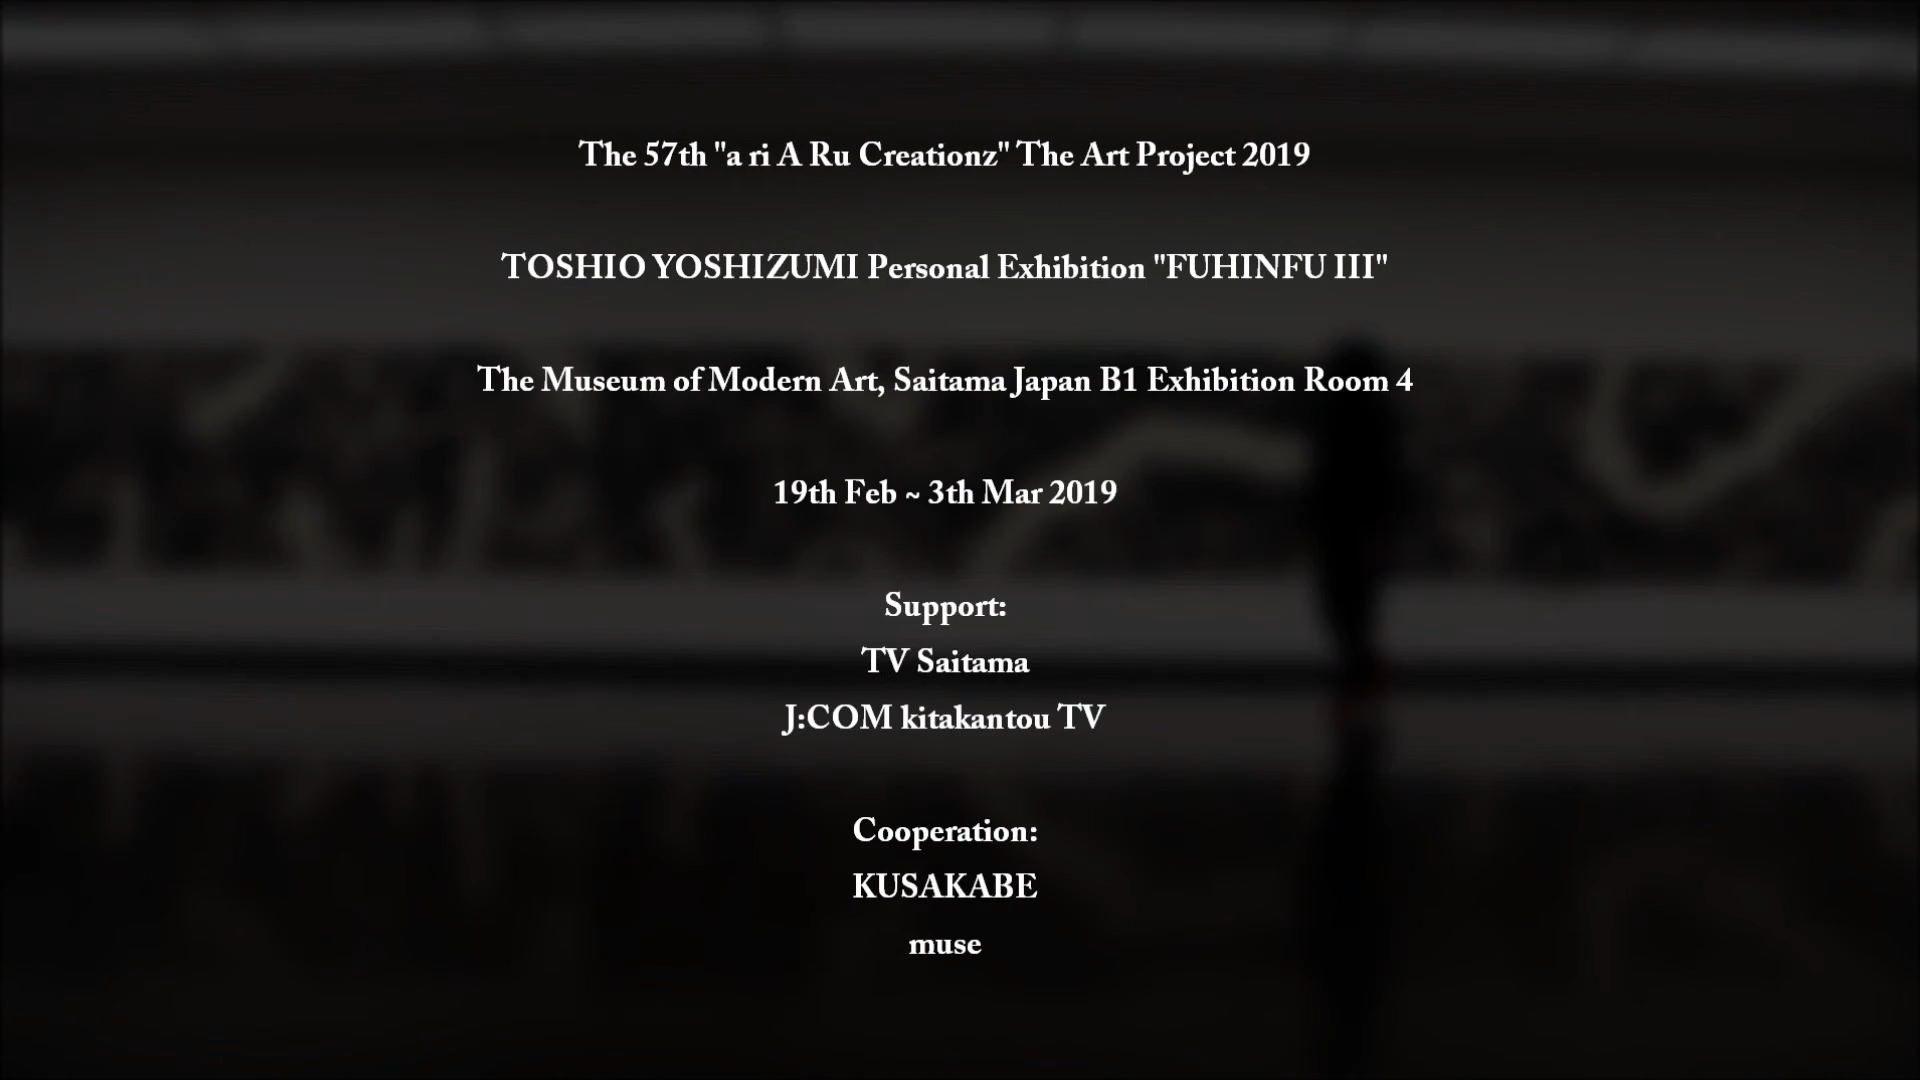 The 57th "a ri A Ru Creationz" The Art Project 2019
TOSHIO YOSHIZUMI Personal Exhibition "FUHINFU III"
The Museum of Modern Art, Saitama Japan B1 Exhibition Room 4
19th Feb ~ 3th Mar 2019
Support:
TV Saitama
J:COM kitakantou TV
Cooperation:
KUSAKABE
muse